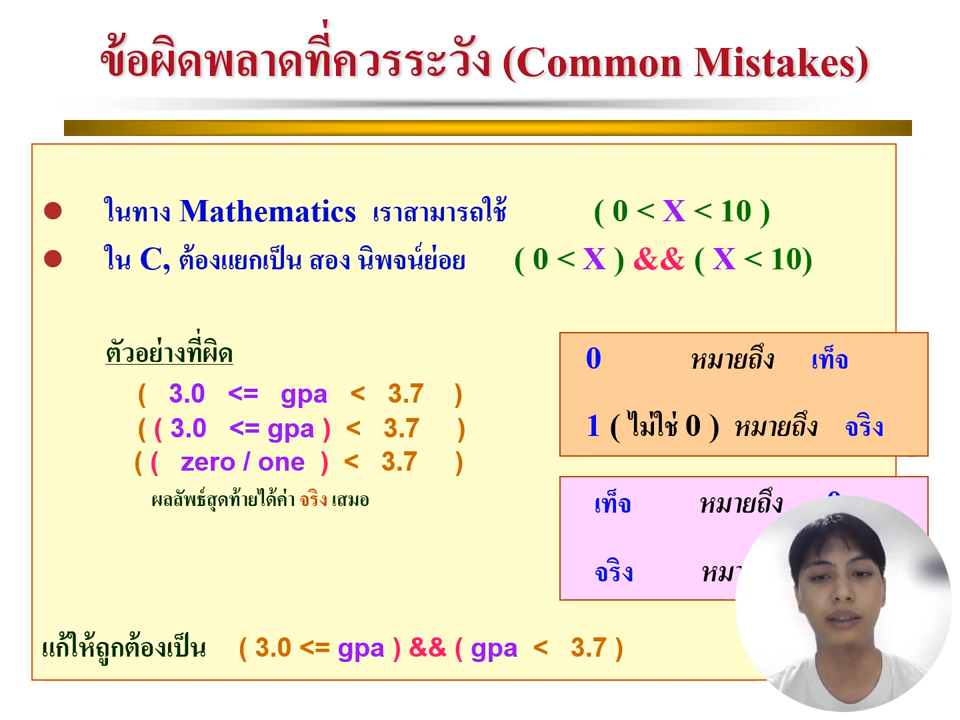 ข้อผิดพลาดที่ควรระวัง (Common Mistakes)
ในทาง Mathematics เราสามารถใช้ ( 0 < X < 10 )
ใน C, ต้องแยกเป็น สอง นิพจน์ย่อย ( 0 < X ) && ( X < 10)
ตัวอย่างที่ผิด
( 3.0 <= gpa < 3.7 )
( ( 3.0 <= gpa ) < 3.7 )
( ( zero / one ) < 3.7 )
ผลลัพธ์สุดท้ายได้ค่า จริง เสมอ
0 หมายถึง เท็จ
1 ( ไม่ใช่ 0 ) หมายถึง จริง
เท็จ หมายถึง
จริง
แก้ให้ถูกต้องเป็น ( 3.0 <= gpa ) && ( gpa < 3.7 )